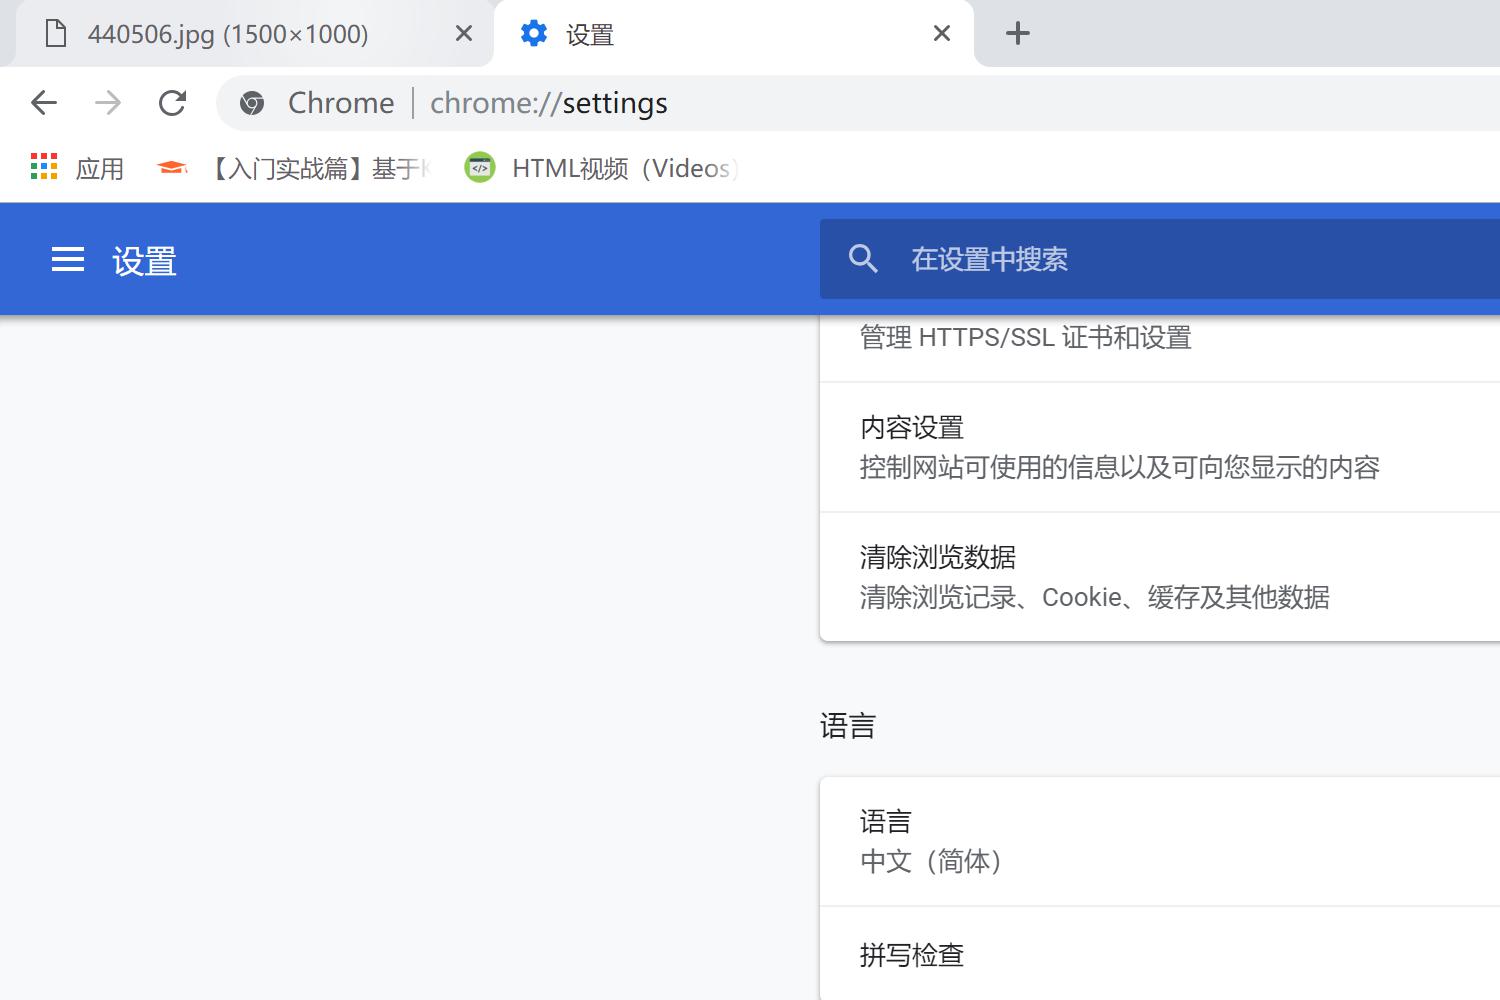 440506.jpg (1500×1000)
设置
Chrome
chrome://settings
应用
【入门实战篇】基于
HTML视频（Videos）
设置
在设置中搜索
管理 HTTPS/SSL 证书和设置
内容设置
控制网站可使用的信息以及可向您显示的内容
清除浏览数据
清除浏览记录、Cookie、缓存及其他数据
语言
语言
中文（简体）
拼写检查